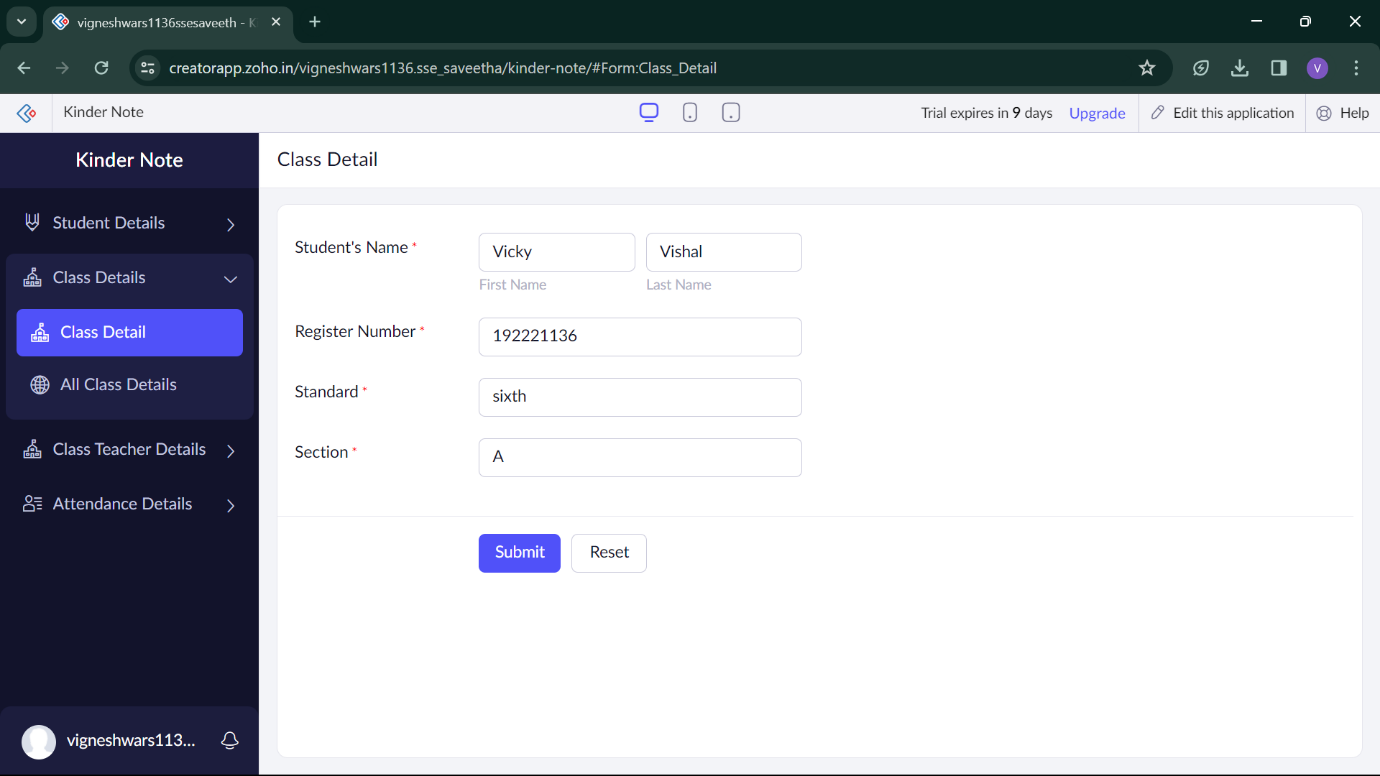 vigneshwars1136ssesaveeth - K
creatorapp.zoho.in/vigneshwars1136.sse_saveetha/kinder-note/#Form:Class_Detail
V
Kinder Note
Trial expires in 9 days
Upgrade
Edit this application
Help
Kinder Note
Student Details
Class Details
Class Detail
All Class Details
Class Teacher Details
Attendance Details
vigneshwars113...
Class Detail
Student's Name * Vicky Vishal
First Name Last Name
Register Number * 192221136
Standard * sixth
Section * A
Submit Reset